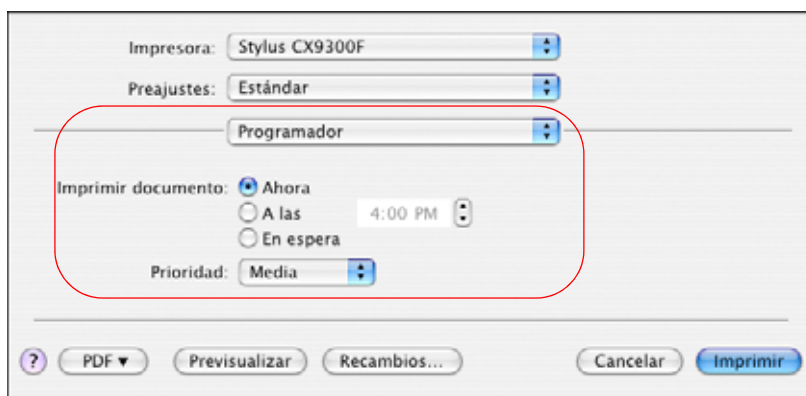 Impresora: Stylus CX9300F
Preajustes: Estándar
Programador
Imprimir documento: Ahora
A las 4:00 PM
En espera
Prioridad: Media
? PDF ▼ Previsualizar Recambios... Cancelar Imprimir